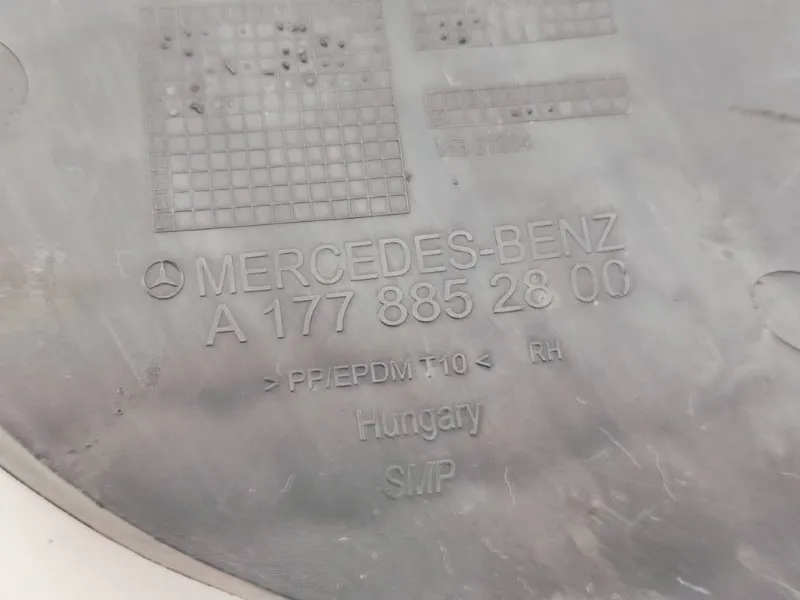 MERCEDES-BENZ
A 177 885 28 00
>PP/EPDM T10< RH
Hungary
SMP